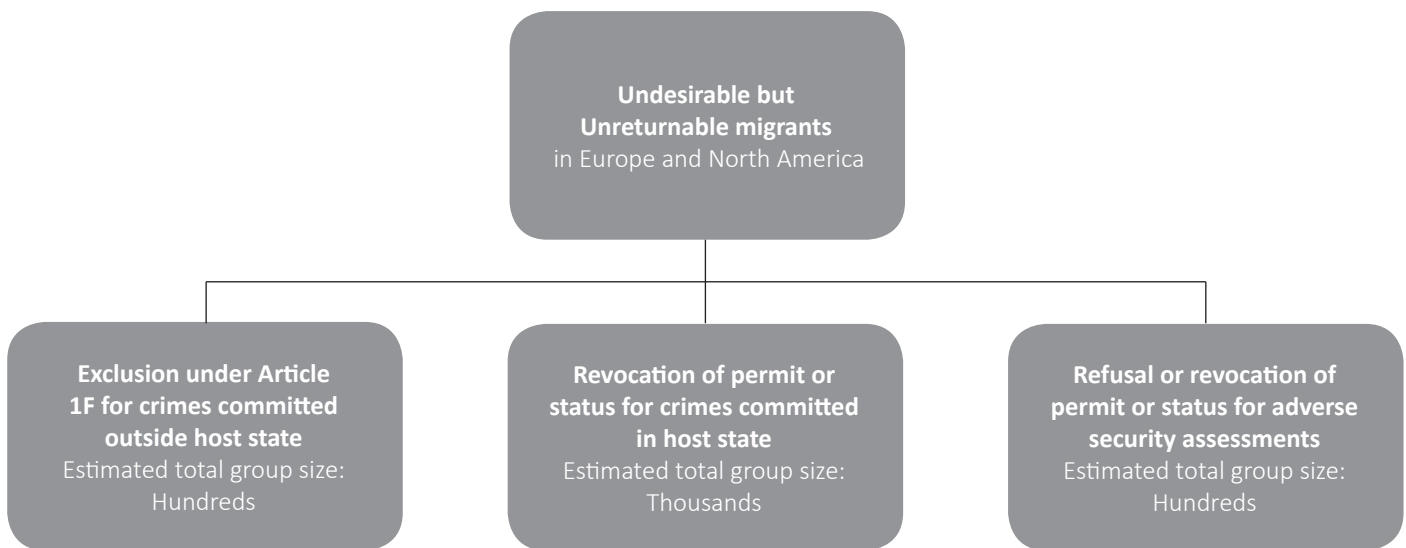 Undesirable but
Unreturnable migrants
in Europe and North America
Exclusion under Article
1F for crimes committed
outside host state
Estimated total group size:
Hundreds
Revocation of permit or
status for crimes committed
in host state
Estimated total group size:
Thousands
Refusal or revocation of
permit or status for adverse
security assessments
Estimated total group size:
Hundreds